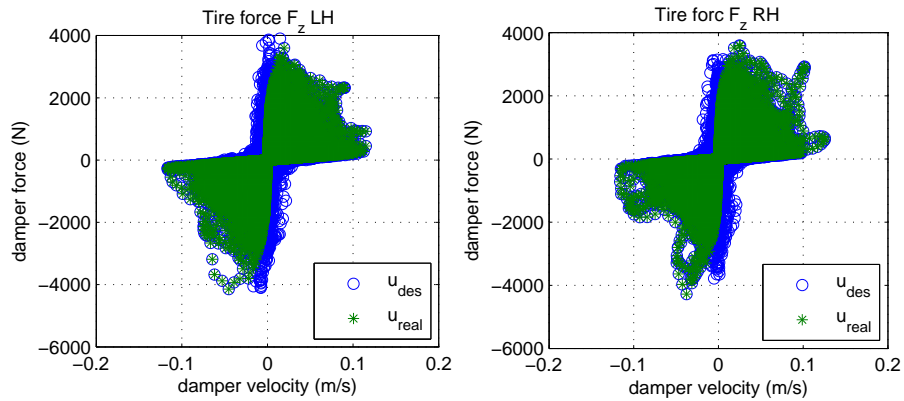 Tire force F_z LH
damper force (N)
4000
2000
0
−2000
−4000
−6000
−0.2
−0.1
0
0.1
0.2
damper velocity (m/s)
u_des
u_real
Tire forc F_z RH
damper force (N)
4000
2000
0
−2000
−4000
−6000
−0.2
−0.1
0
0.1
0.2
damper velocity (m/s)
u_des
u_real